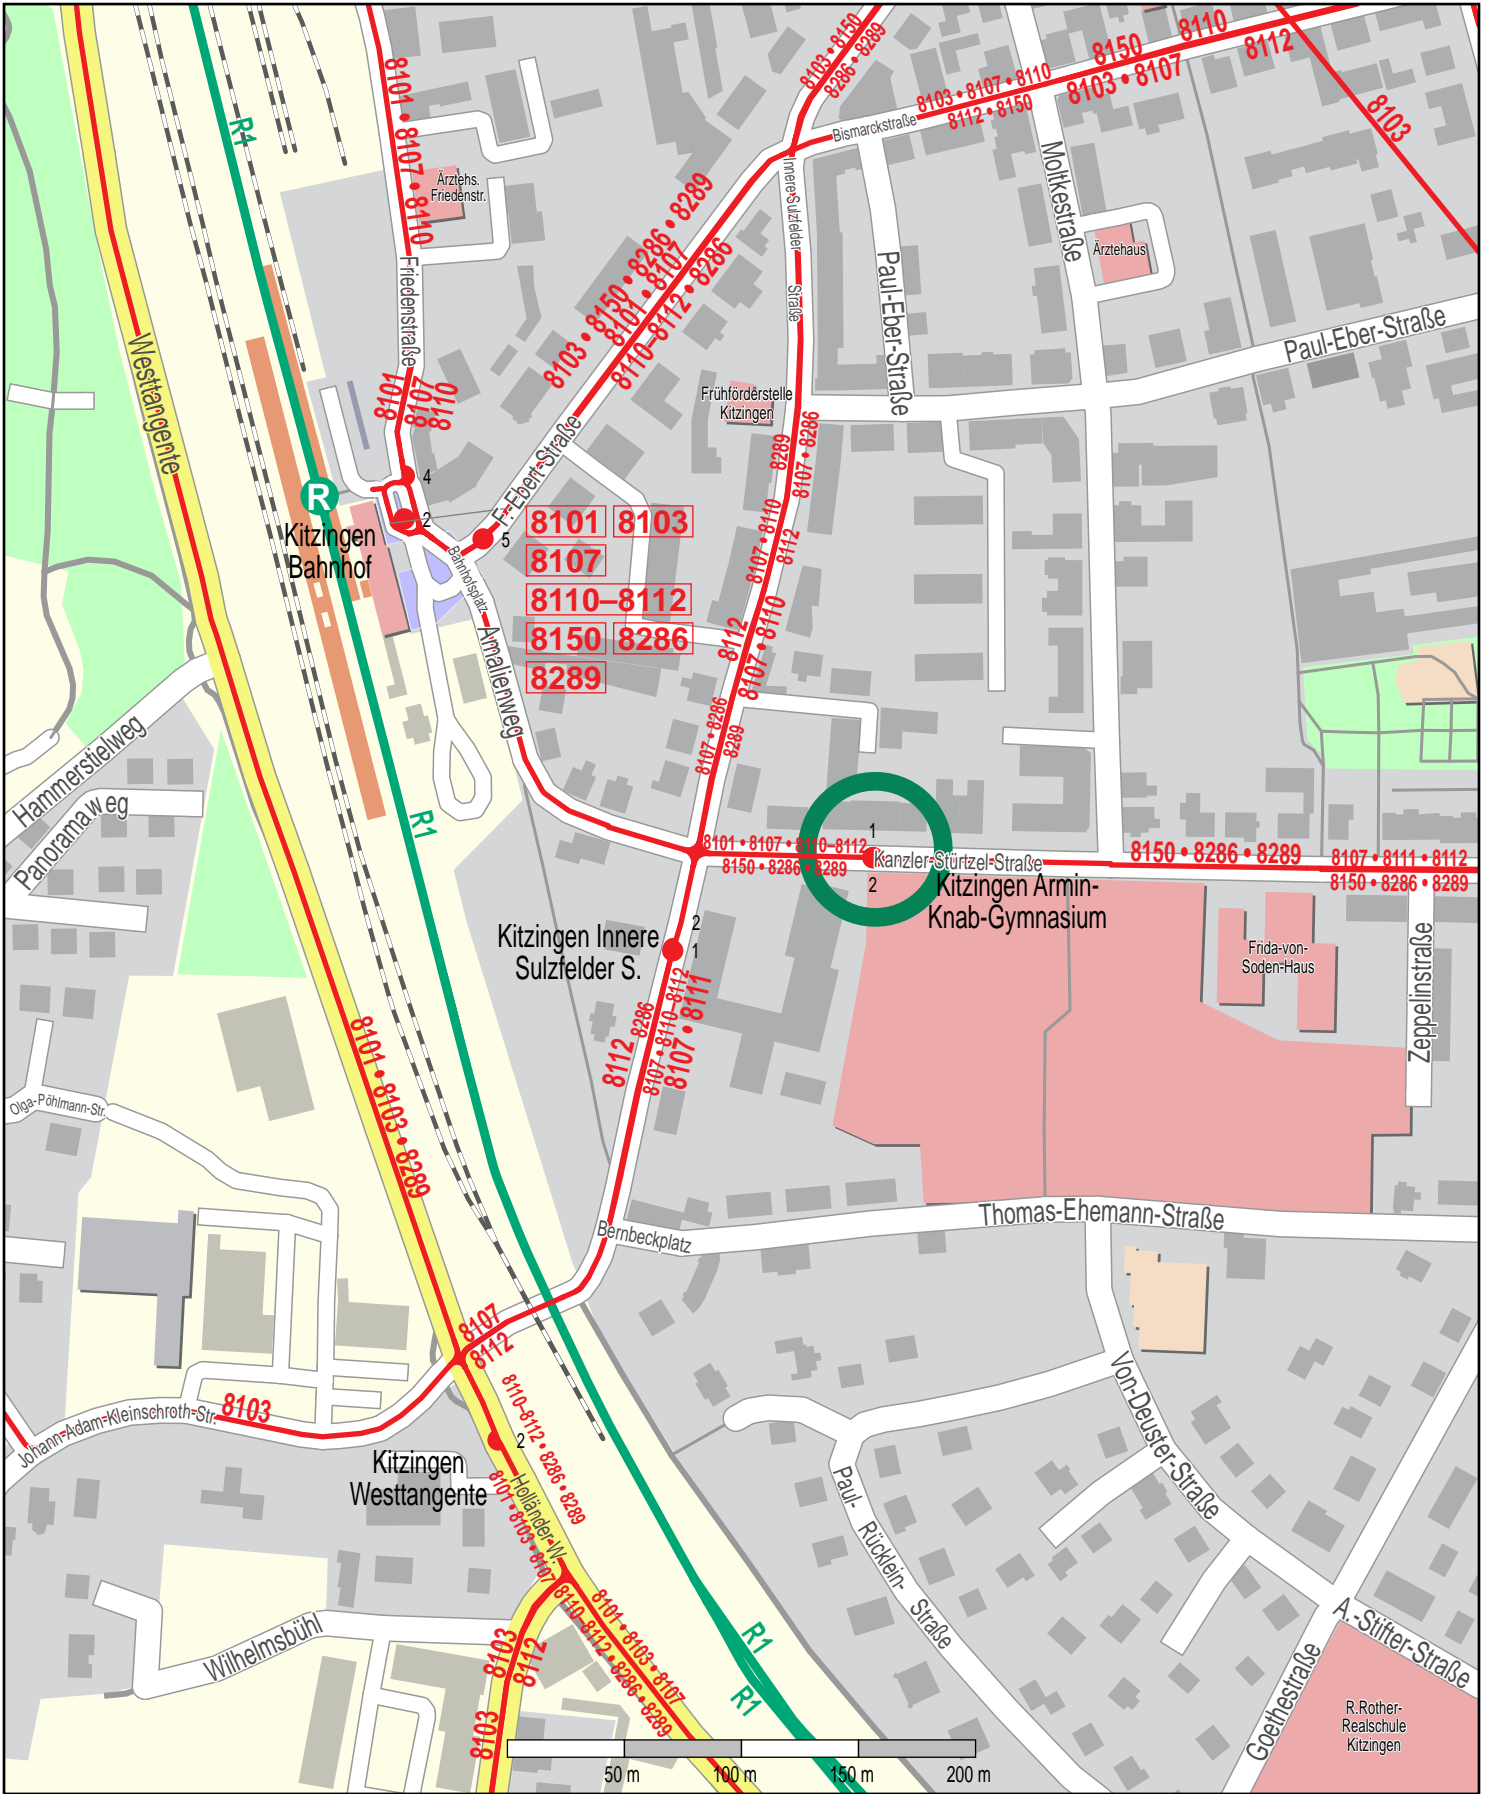 8103 • 8150
8286 • 8289
8150
8110
8112
8103 • 8107
8103 • 8107 • 8110
8112 • 8150
Bismarckstraße
8103
R1
8101 • 8107 • 8110
Ärztehs.
Friedenstr.
Friedenstraße
Innere Sulzfelder
Straße
Moltkestraße
Ärztehaus
Paul-Eber-Straße
Paul-Eber-Straße
8103 • 8150 • 8286 • 8289
8101 • 8107
8110–8112 • 8286
Westtangente
8101
8107
8110
Frühförderstelle
Kitzingen
8289
8107 • 8286
F.-Ebert-Straße
4
2
5
R
Kitzingen
Bahnhof
Bahnhofsplatz
8101 8103
8107
8110–8112
8150 8286
8289
8107 • 8110
8112
8112
8107 • 8110
Amalienweg
8107 • 8286
8289
Hammerstielweg
Panoramaweg
R1
8101 • 8107 • 8110–8112
8150 • 8286 • 8289
1
2
Kanzler-Stürtzel-Straße
8150 • 8286 • 8289
8107 • 8111 • 8112
8150 • 8286 • 8289
Kitzingen Armin-
Knab-Gymnasium
Kitzingen Innere
Sulzfelder S.
2
1
Frida-von-
Soden-Haus
Zeppelinstraße
8112
8286
8107 • 8110–8112
8107 • 8111
8101 • 8103 • 8289
Olga-Pöhlmann-Str.
Bernbeckplatz
Thomas-Ehemann-Straße
8107
8112
8103
Johann-Adam-Kleinschroth-Str.
8110–8112 • 8286 • 8289
2
Kitzingen
Westtangente
8101 • 8103 • 8107
Holländer W.
Von-Deuster-Straße
Paul-
Rücklein-
Straße
8110–8112 • 8286 • 8289
8101 • 8103 • 8107
8103
8112
8103
Wilhelmsbühl
R1
R1
A.-Stifter-Straße
Goethestraße
R.Rother-
Realschule
Kitzingen
50 m
100 m
150 m
200 m